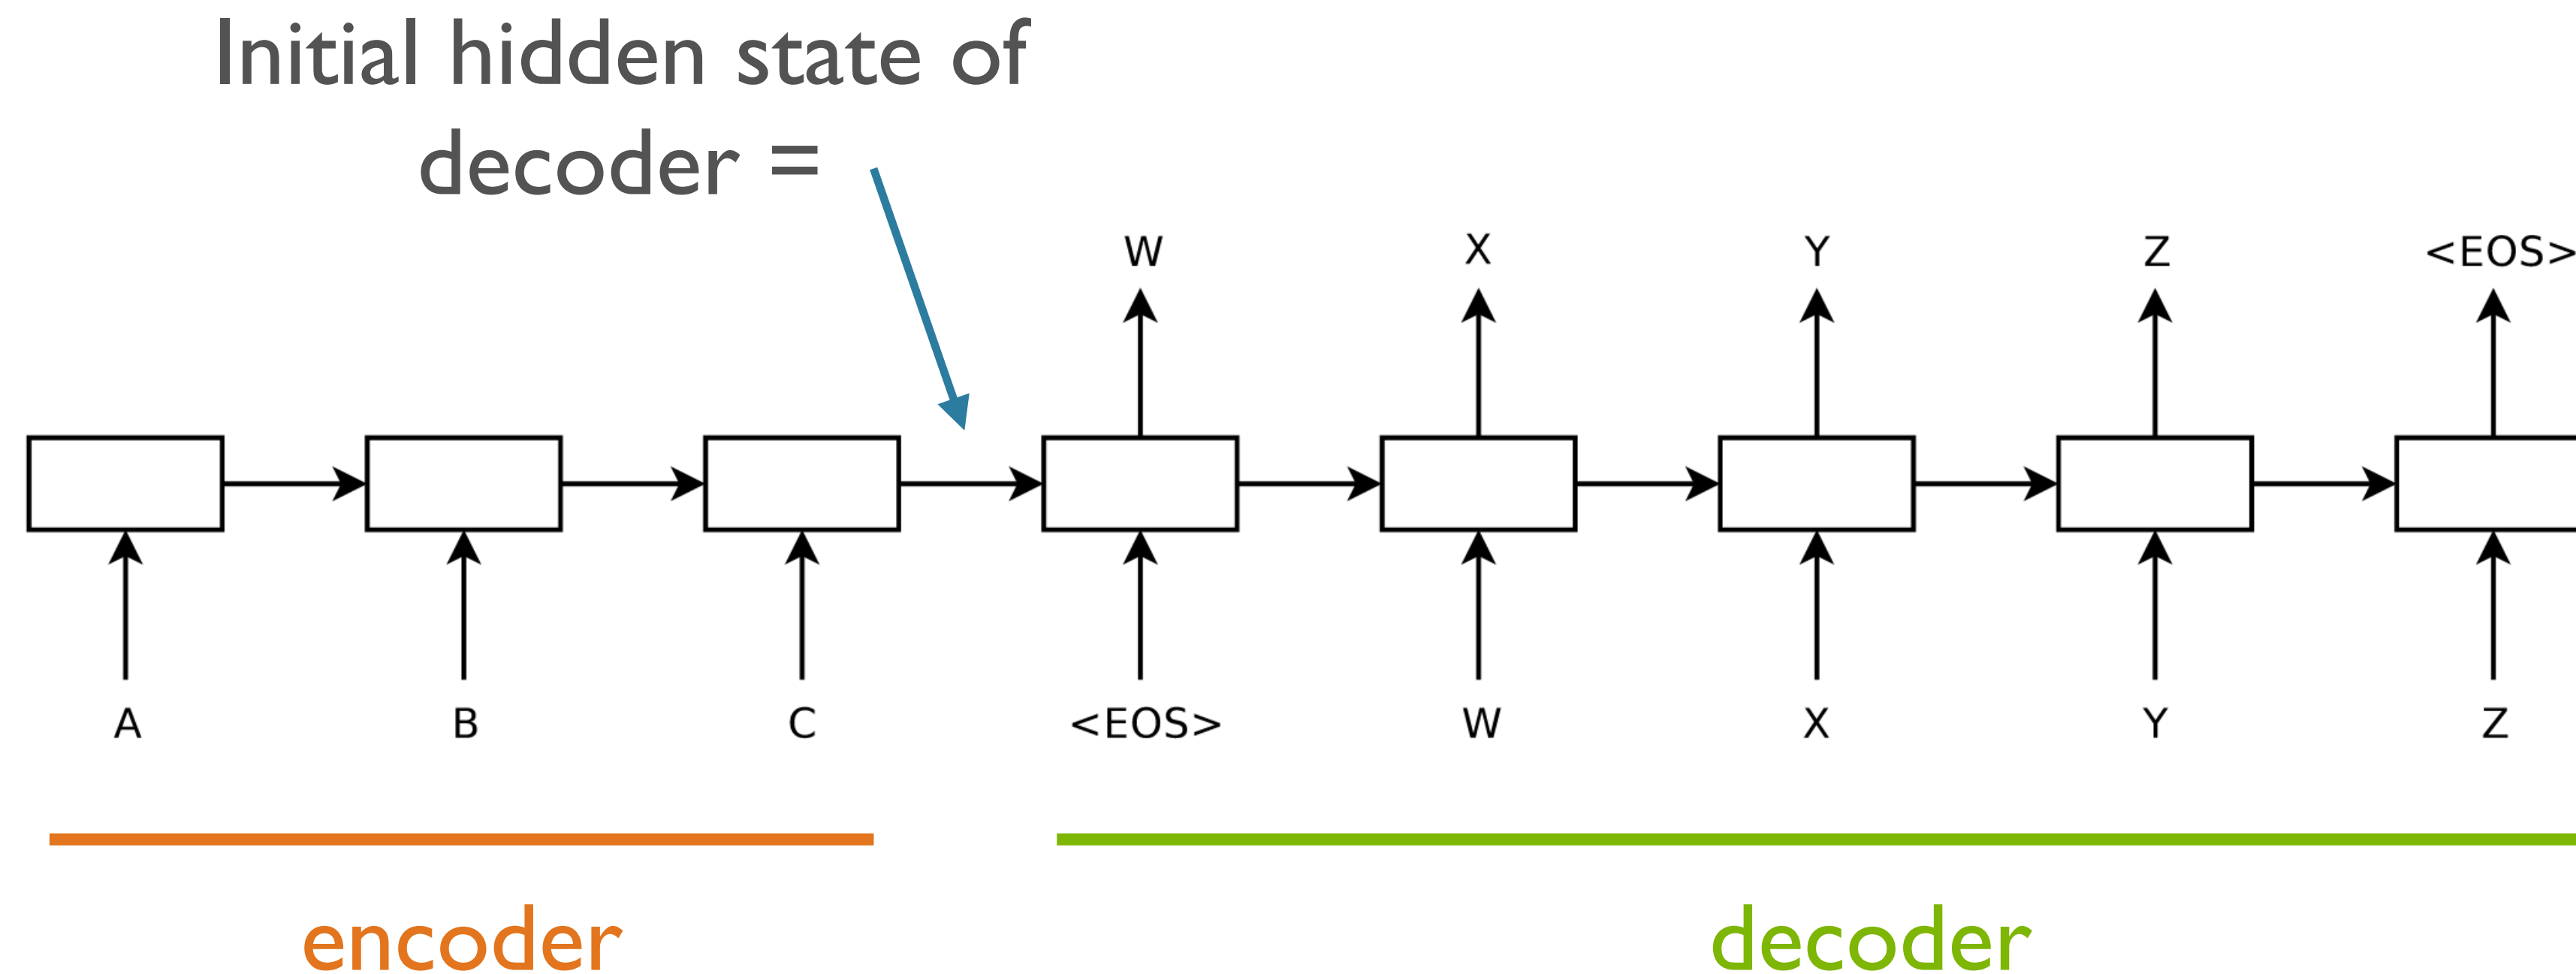 Initial hidden state of
decoder =
W X Y Z <EOS>
A B C <EOS> W X Y Z
encoder decoder